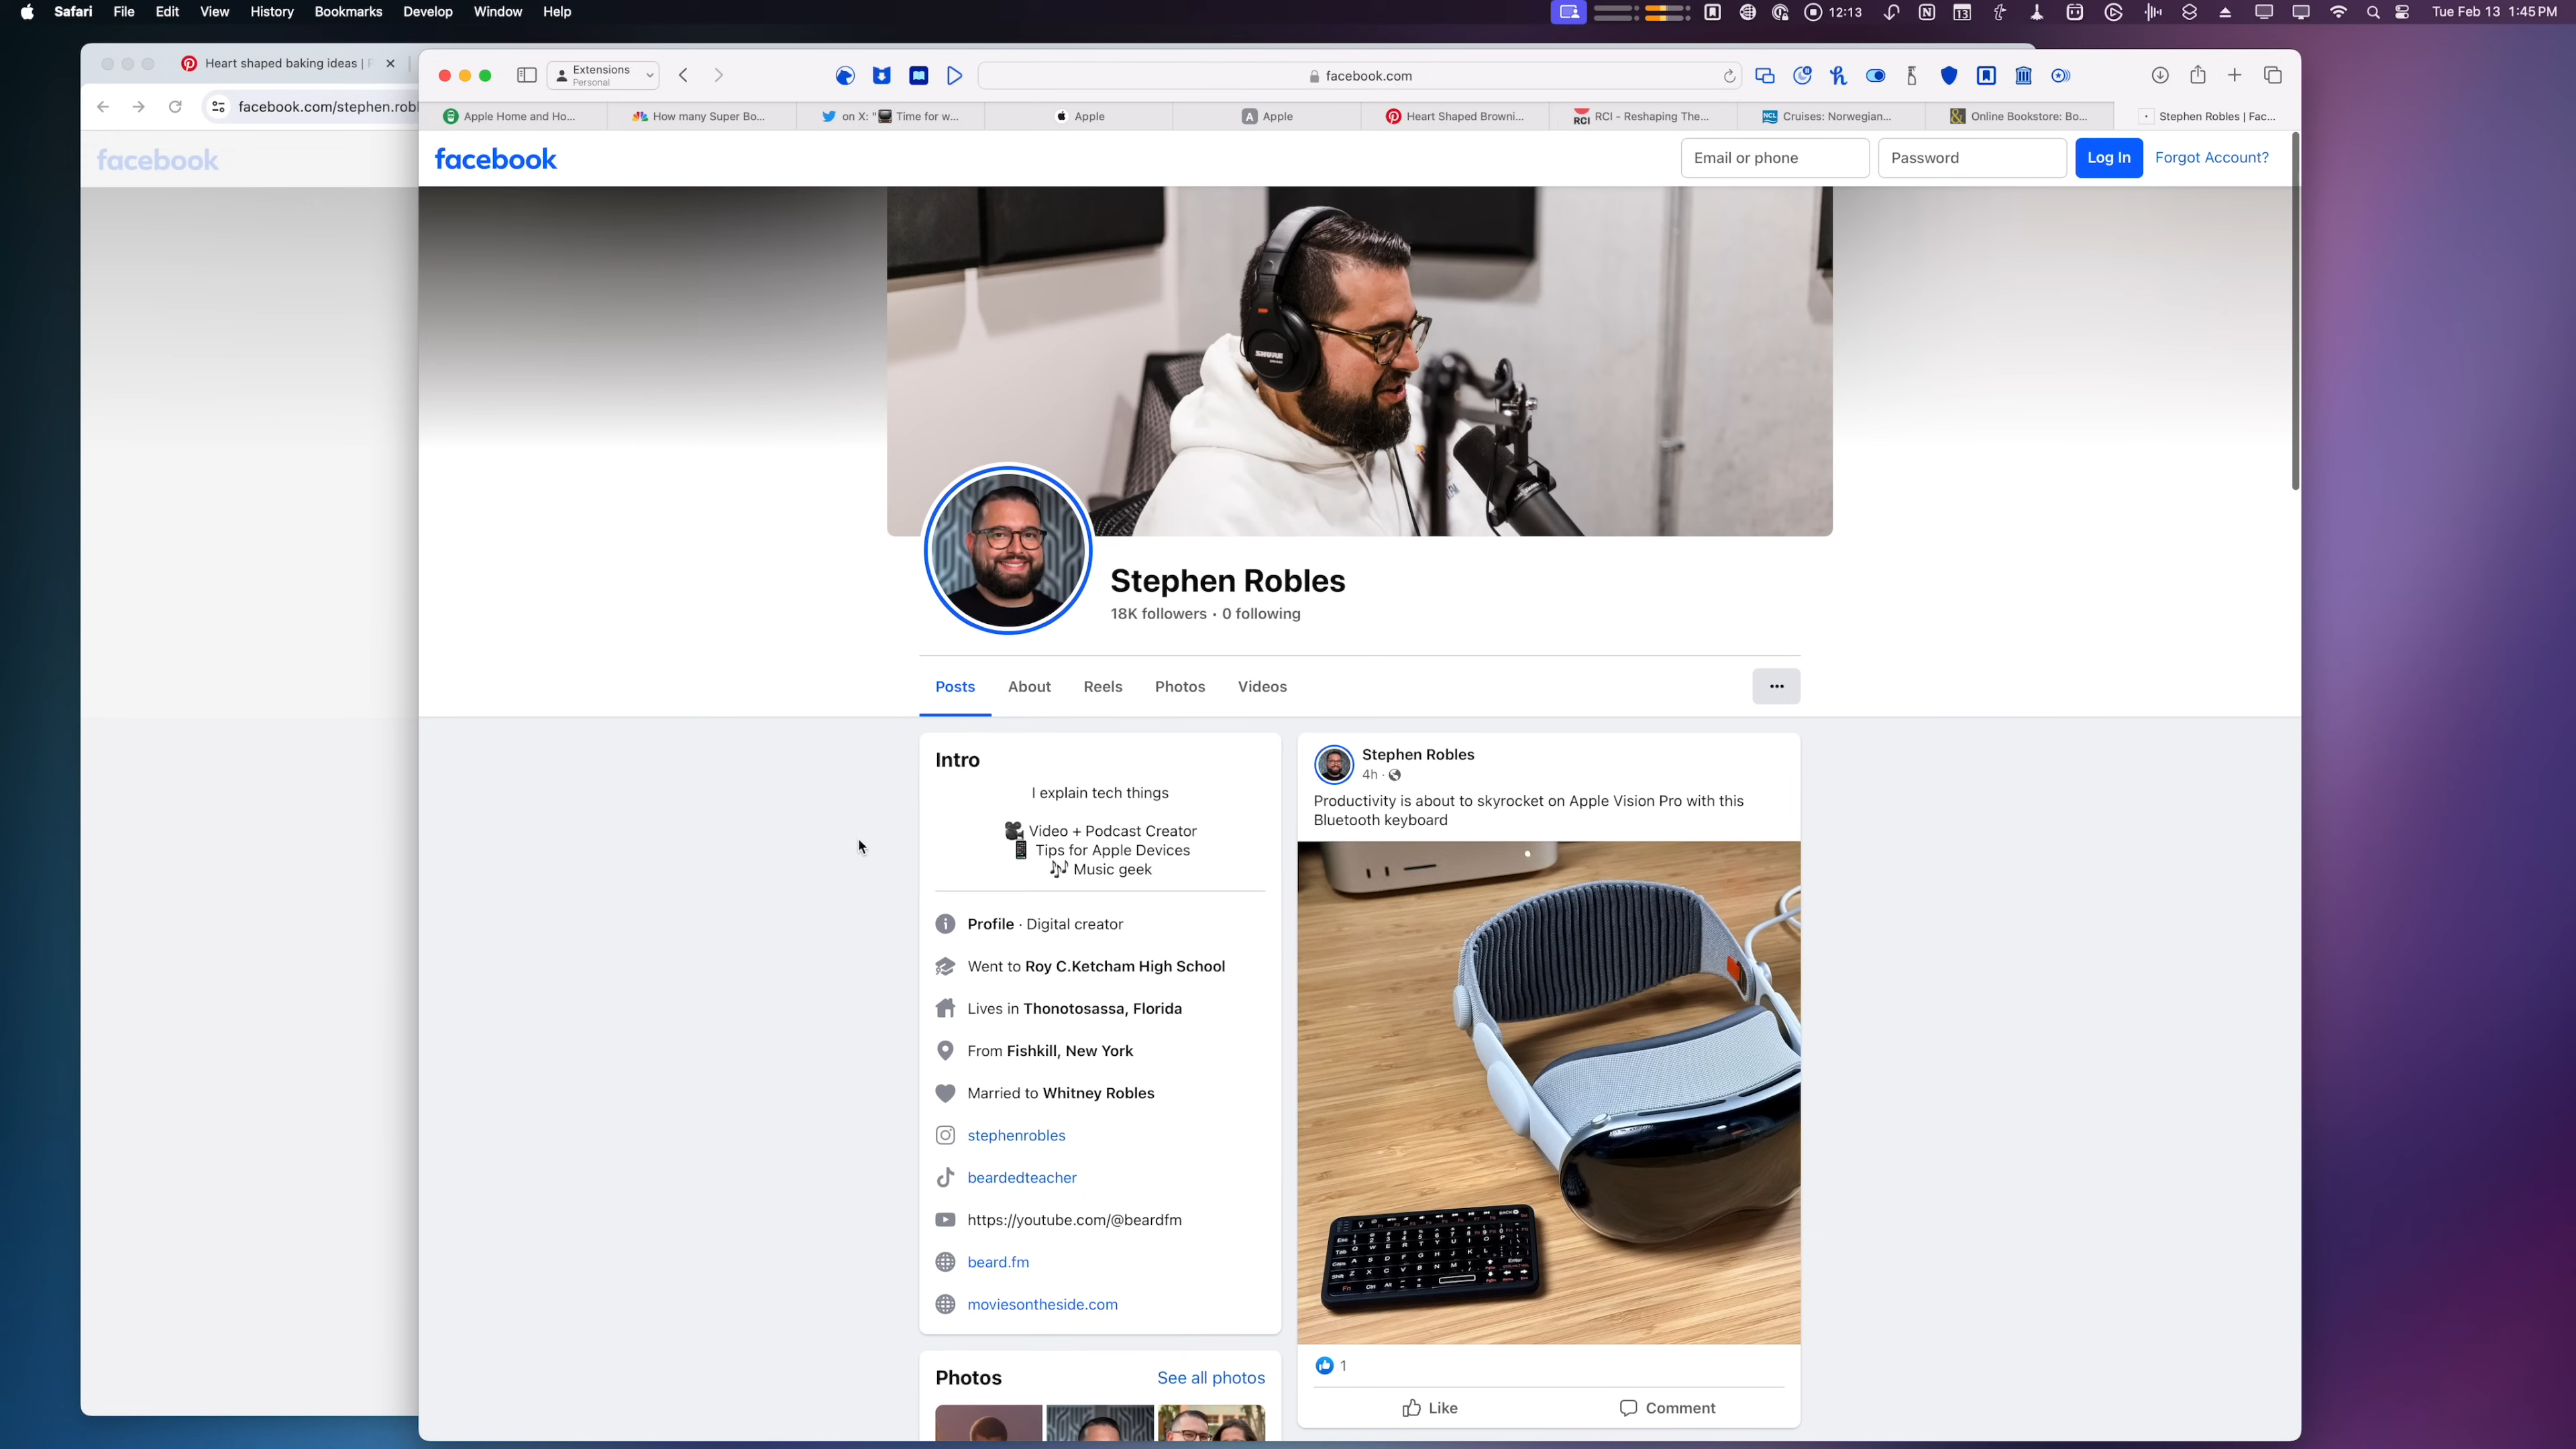 Safari File Edit View History Bookmarks Develop Window Help
12:13
13
Tue Feb 13 1:45 PM
Heart shaped baking ideas |
facebook.com/stephen.robl
facebook
Extensions
Personal
facebook.com
Apple Home and Ho...
How many Super Bo...
on X: "📺 Time for w...
Apple
A Apple
Heart Shaped Browni...
RCI RCI - Reshaping The...
NCL Cruises: Norwegian...
Online Bookstore: Bo...
Stephen Robles | Fac...
facebook
Email or phone
Password
Log In
Forgot Account?
SHURE
Stephen Robles
18K followers • 0 following
Posts
About
Reels
Photos
Videos
Intro
I explain tech things
🎥 Video + Podcast Creator
📱 Tips for Apple Devices
🎶 Music geek
Profile · Digital creator
Went to Roy C.Ketcham High School
Lives in Thonotosassa, Florida
From Fishkill, New York
Married to Whitney Robles
stephenrobles
beardedteacher
https://youtube.com/@beardfm
beard.fm
moviesontheside.com
Photos
See all photos
Stephen Robles
4h ·
Productivity is about to skyrocket on Apple Vision Pro with this
Bluetooth keyboard
1
Like
Comment